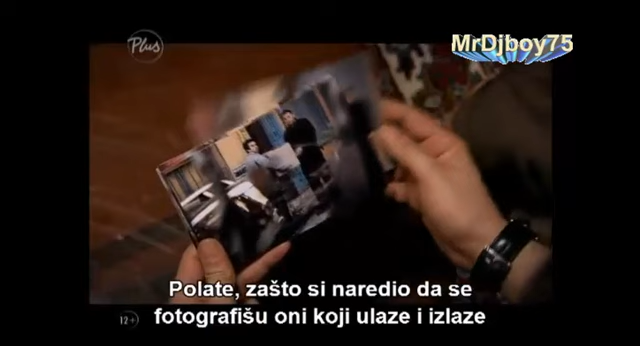 Plus
MrDjboy75
Polate, zašto si naredio da se
12+
fotografišu oni koji ulaze i izlaze